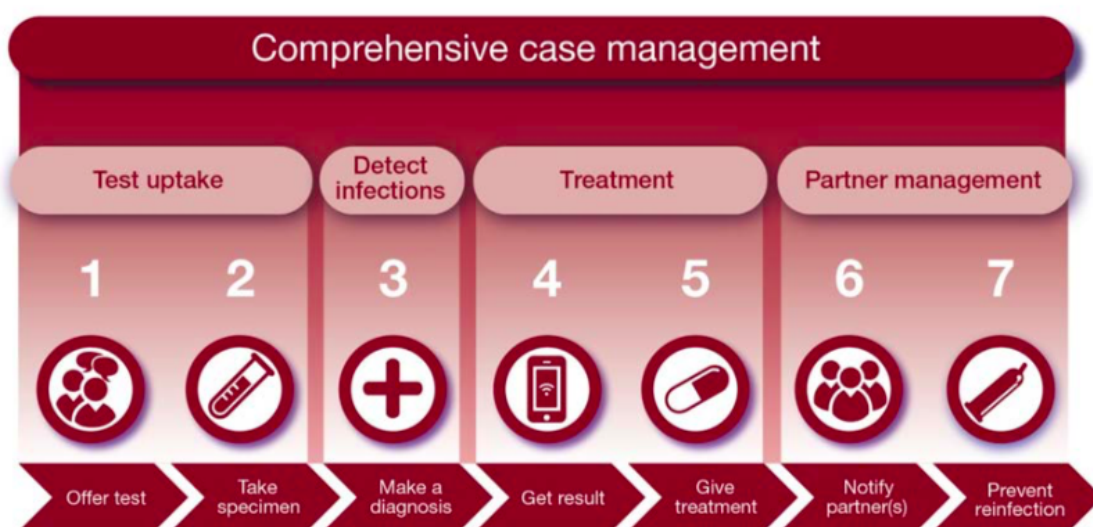 Comprehensive case management
Test uptake
Detect
infections
Treatment
Partner management
1
2
3
4
5
6
7
Offer test
Take
specimen
Make a
diagnosis
Get result
Give
treatment
Notify
partner(s)
Prevent
reinfection